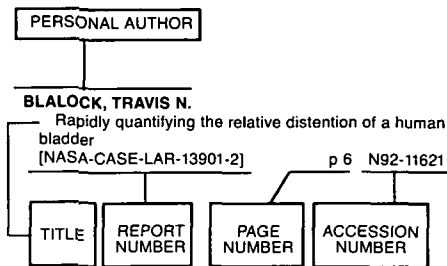 PERSONAL AUTHOR
BLALOCK, TRAVIS N.
Rapidly quantifying the relative distention of a human
bladder
[NASA-CASE-LAR-13901-2] p 6 N92-11621
TITLE
REPORT
NUMBER
PAGE
NUMBER
ACCESSION
NUMBER